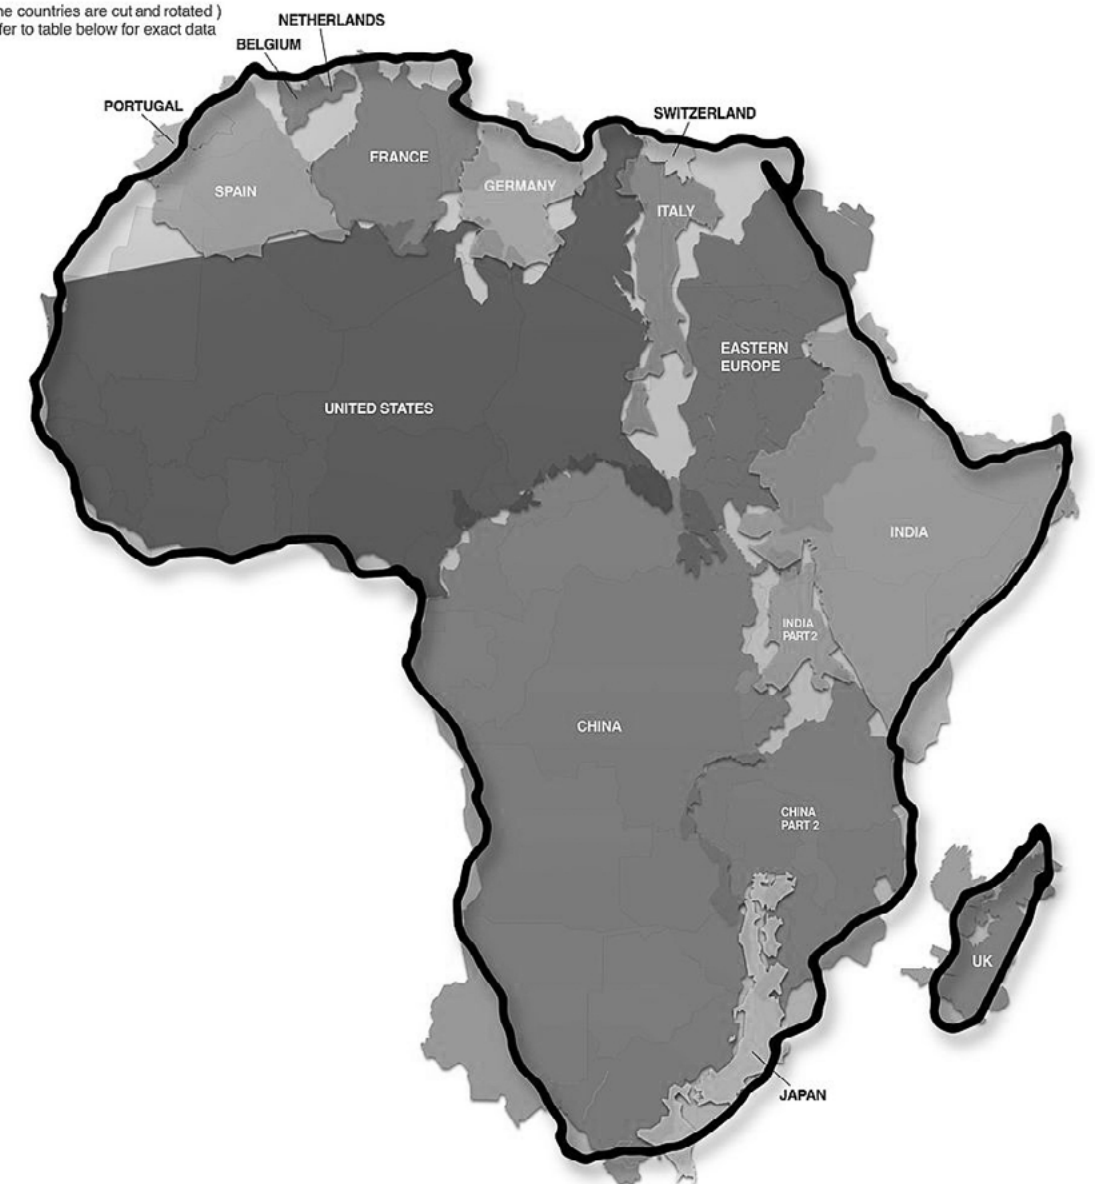 ne countries are cut and rotated )
fer to table below for exact data
NETHERLANDS
BELGIUM
PORTUGAL
SWITZERLAND
FRANCE
SPAIN
GERMANY
ITALY
EASTERN
EUROPE
UNITED STATES
INDIA
INDIA
PART 2
CHINA
CHINA
PART 2
UK
JAPAN